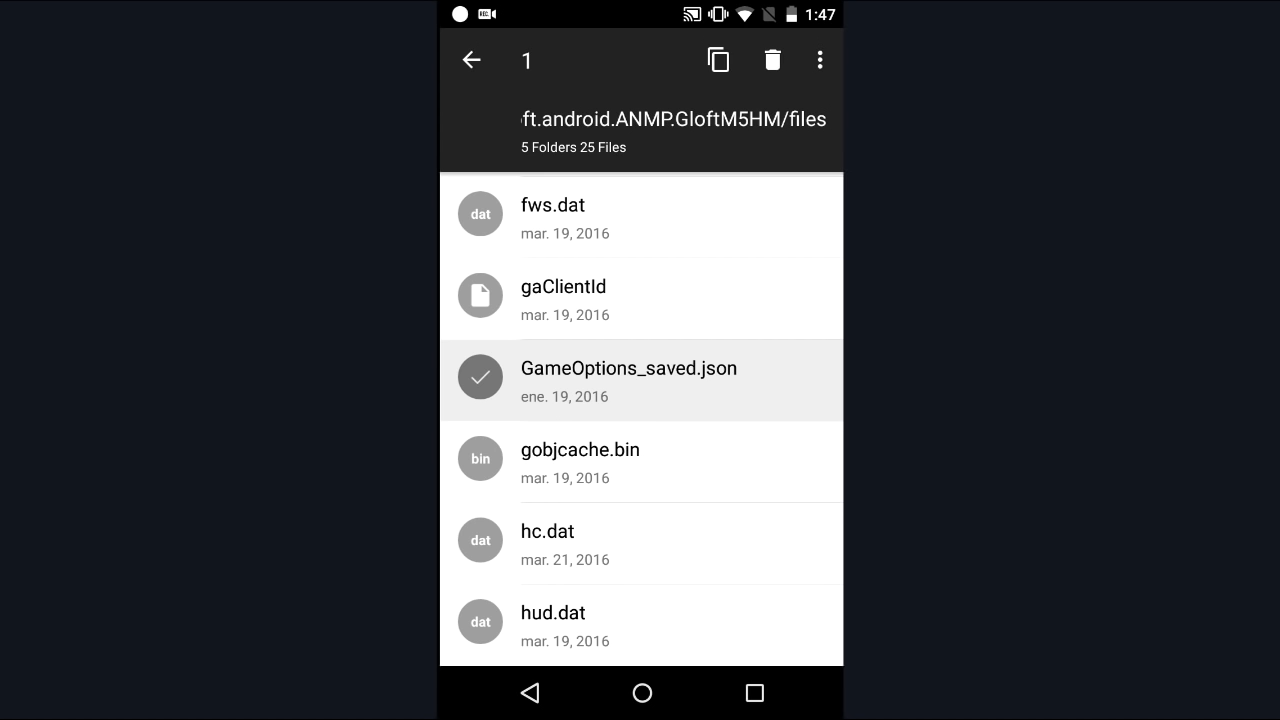 REC
1:47
1
ft.android.ANMP.GloftM5HM/files
5 Folders 25 Files
dat
fws.dat
mar. 19, 2016
gaClientId
mar. 19, 2016
GameOptions_saved.json
ene. 19, 2016
bin
gobjcache.bin
mar. 19, 2016
dat
hc.dat
mar. 21, 2016
dat
hud.dat
mar. 19, 2016